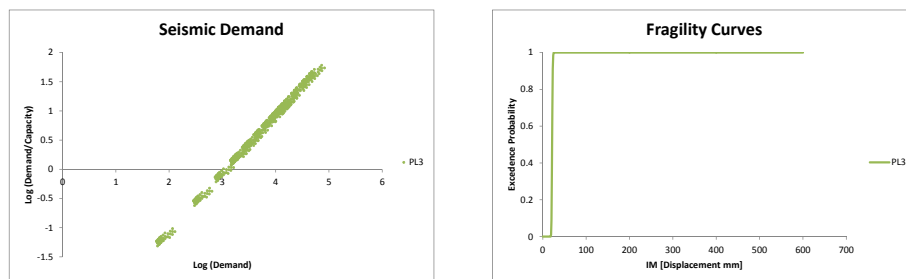 Seismic Demand
2
1.5
1
0.5
0
-0.5
-1
-1.5
0 1 2 3 4 5 6
Log (Demand/Capacity)
Log (Demand)
PL3
Fragility Curves
1
0.8
0.6
0.4
0.2
0
0 100 200 300 400 500 600 700
Excedence Probability
IM [Displacement mm]
PL3